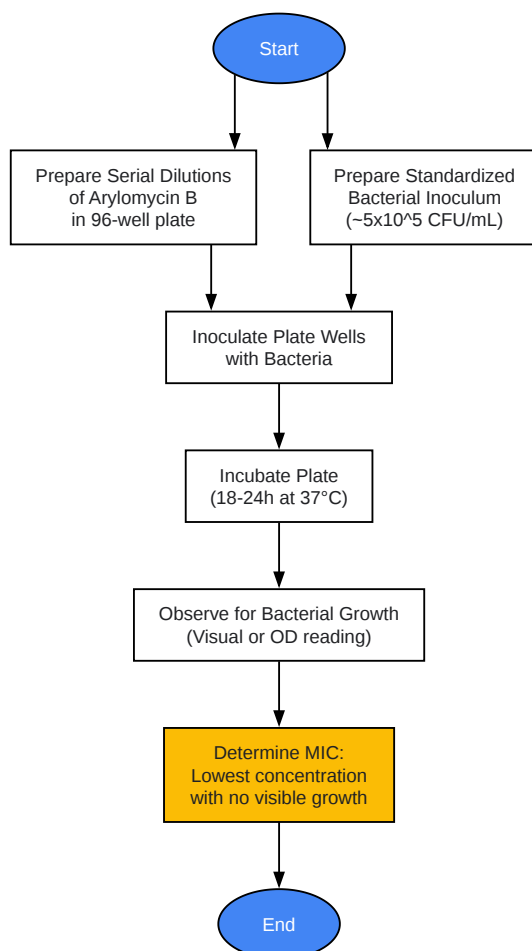 Start
Prepare Serial Dilutions
of Arylomycin B
in 96-well plate
Prepare Standardized
Bacterial Inoculum
(~5x10^5 CFU/mL)
Inoculate Plate Wells
with Bacteria
Incubate Plate
(18-24h at 37°C)
Observe for Bacterial Growth
(Visual or OD reading)
Determine MIC:
Lowest concentration
with no visible growth
End